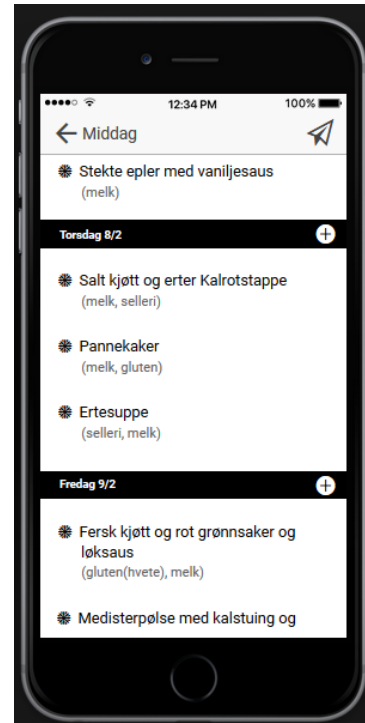 12:34 PM
100%
Middag
Stekte epler med vaniljesaus
(melk)
Torsdag 8/2
Salt kjøtt og erter Kalrotstappe
(melk, selleri)
Pannekaker
(melk, gluten)
Ertesuppe
(selleri, melk)
Fredag 9/2
Fersk kjøtt og rot grønnsaker og
løksaus
(gluten(hvete), melk)
Medisterpølse med kalstuing og